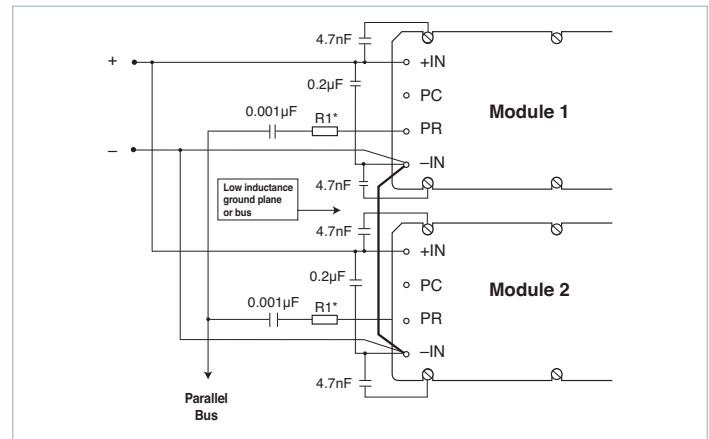 4.7nF
+
+IN
0.2µF
PC
Module 1
0.001µF
R1*
PR
–
–IN
4.7nF
Low inductance
ground plane
or bus
4.7nF
+IN
0.2µF
PC
Module 2
0.001µF
R1*
PR
–IN
4.7nF
Parallel
Bus